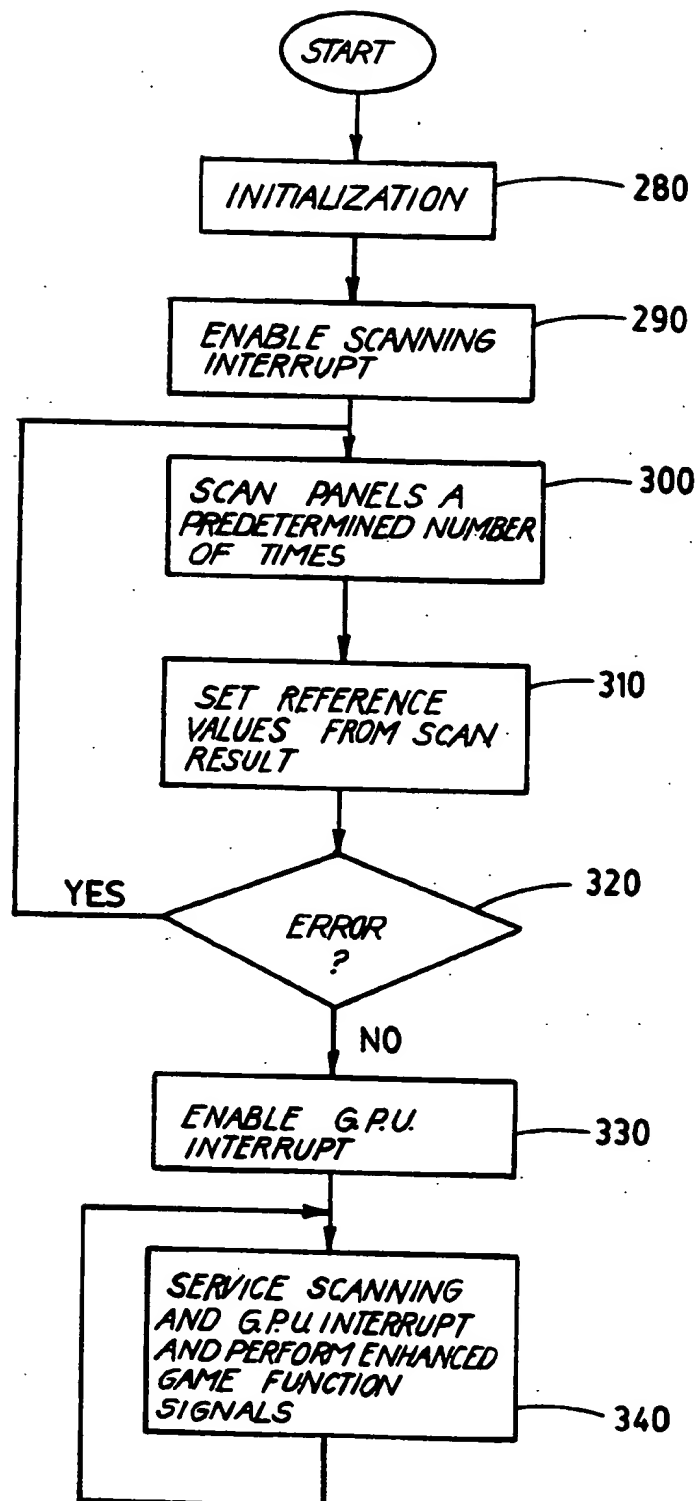 START
INITIALIZATION
280
ENABLE SCANNING
INTERRUPT
290
SCAN PANELS A
PREDETERMINED NUMBER
OF TIMES
300
SET REFERENCE
VALUES FROM SCAN
RESULT
310
YES
ERROR
?
320
NO
ENABLE G.P.U.
INTERRUPT
330
SERVICE SCANNING
AND G.P.U. INTERRUPT
AND PERFORM ENHANCED
GAME FUNCTION
SIGNALS
340